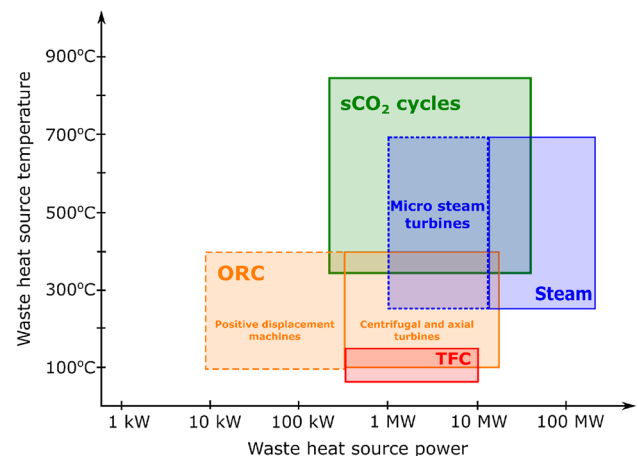 Waste heat source temperature
900ºC
700ºC
500ºC
300ºC
100ºC
sCO₂ cycles
Micro steam
turbines
Steam
ORC
Positive displacement
machines
Centrifugal and axial
turbines
TFC
1 kW
10 kW
100 kW
1 MW
10 MW
100 MW
Waste heat source power